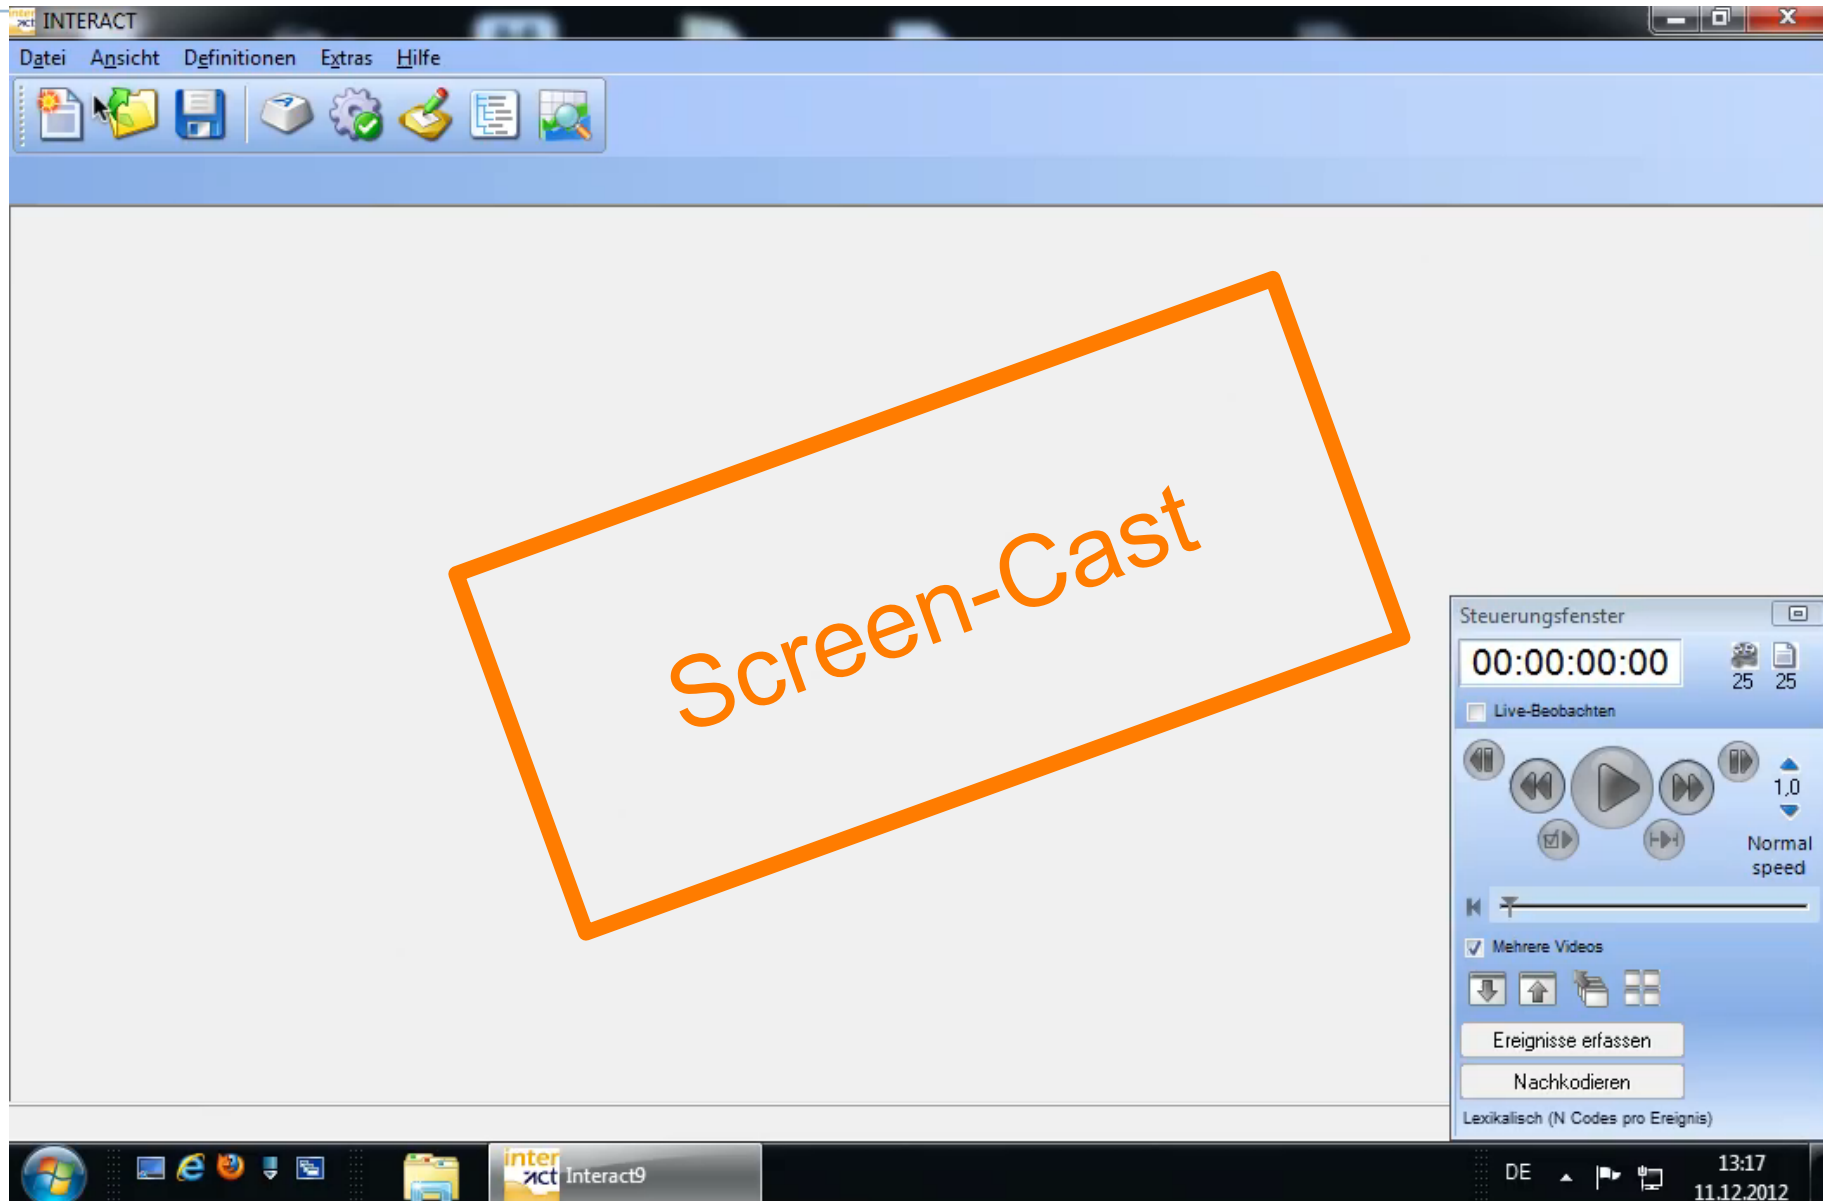 inter
act INTERACT
Datei Ansicht Definitionen Extras Hilfe
Screen-Cast
Steuerungsfenster
00:00:00:00
25 25
Live-Beobachten
1,0
Normal
speed
Mehrere Videos
Ereignisse erfassen
Nachkodieren
Lexikalisch (N Codes pro Ereignis)
inter
act Interact9
DE
13:17
11.12.2012